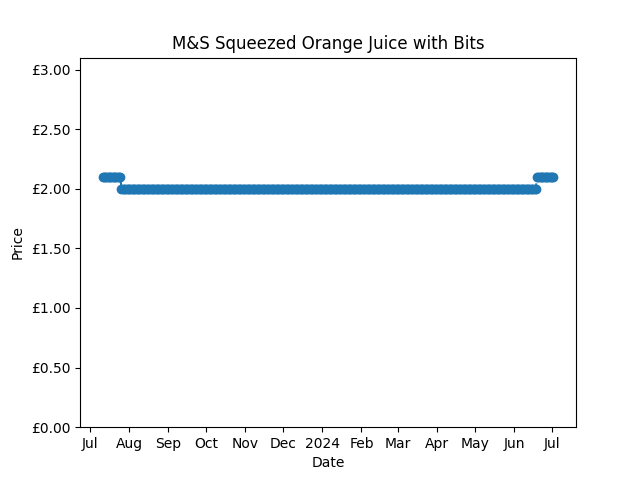 M&S Squeezed Orange Juice with Bits
£3.00
£2.50
£2.00
£1.50
£1.00
£0.50
£0.00
Price
Jul Aug Sep Oct Nov Dec 2024 Feb Mar Apr May Jun Jul
Date